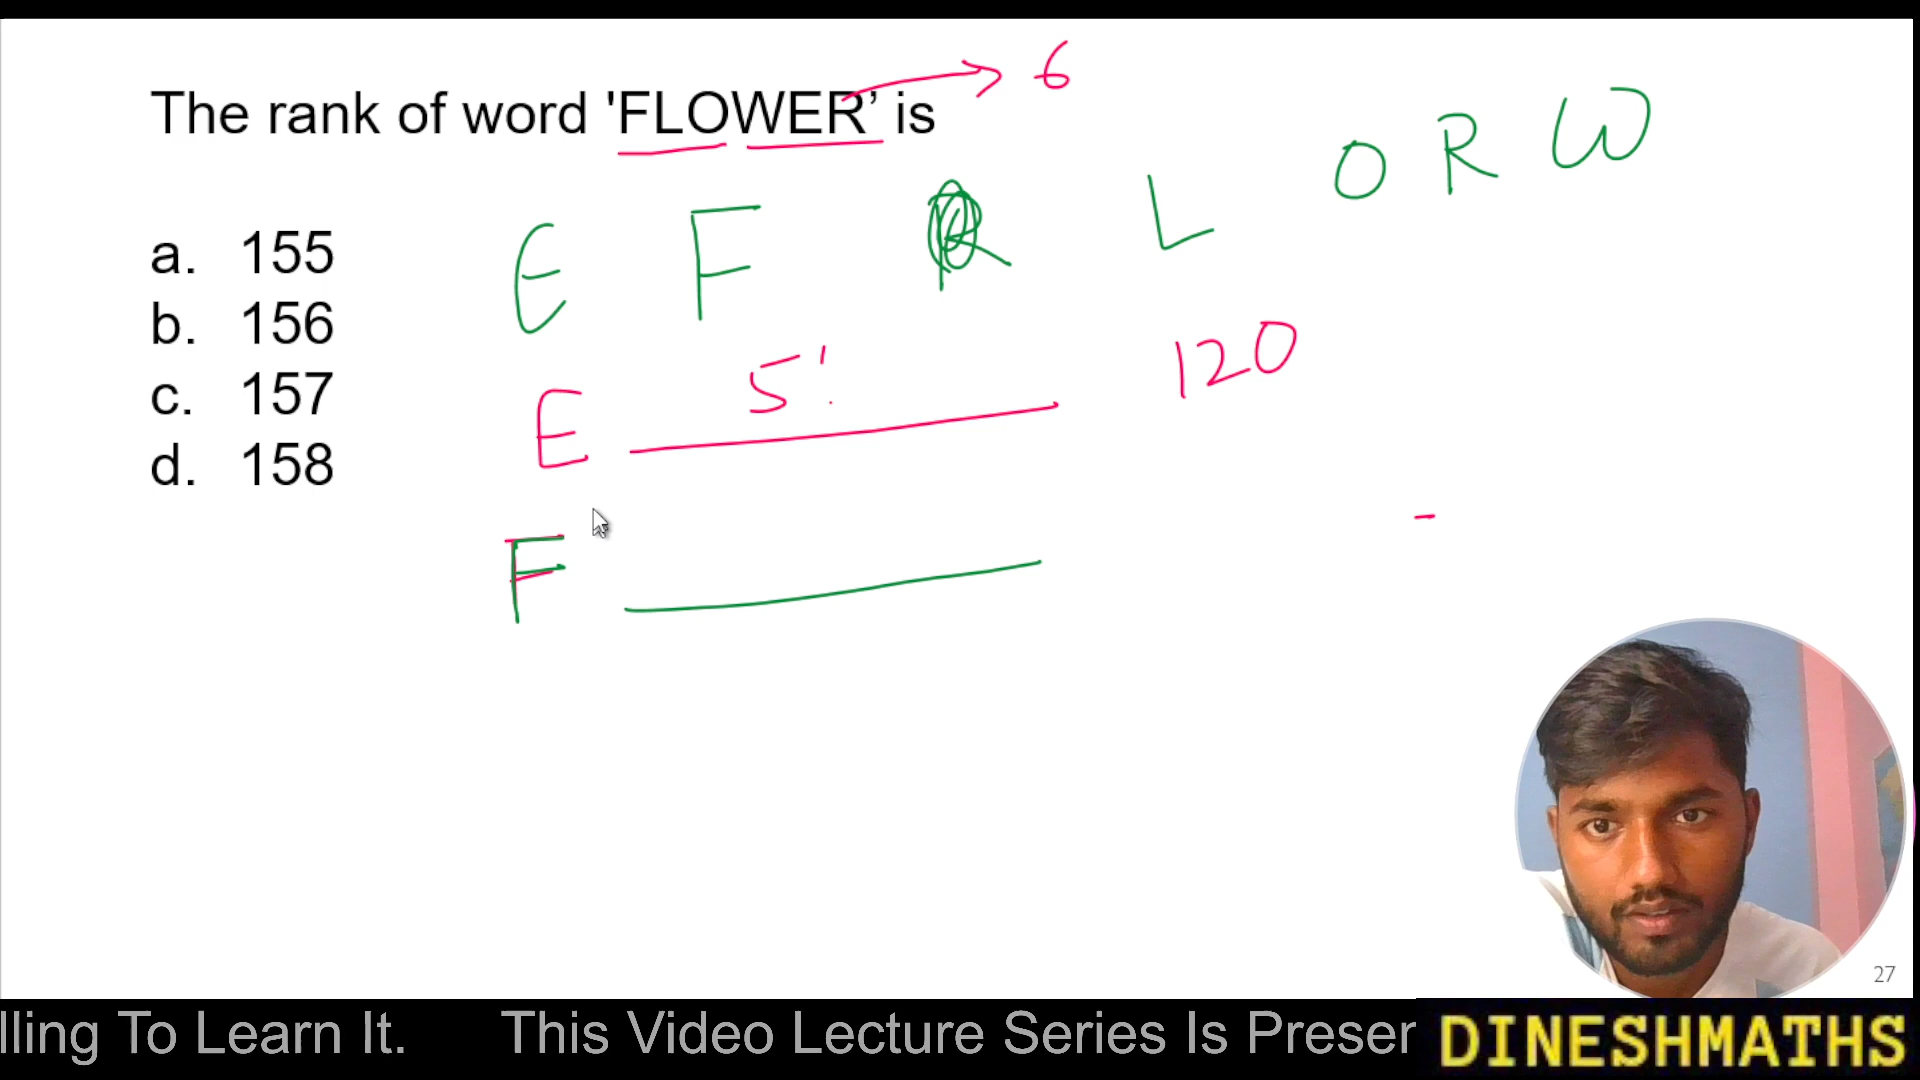 The rank of word 'FLOWER’ is
6
a. 155
b. 156
c. 157
d. 158
E F L O R W
E 5! 120
F
27
lling To Learn It. This Video Lecture Series Is Preser
DINESHMATHS